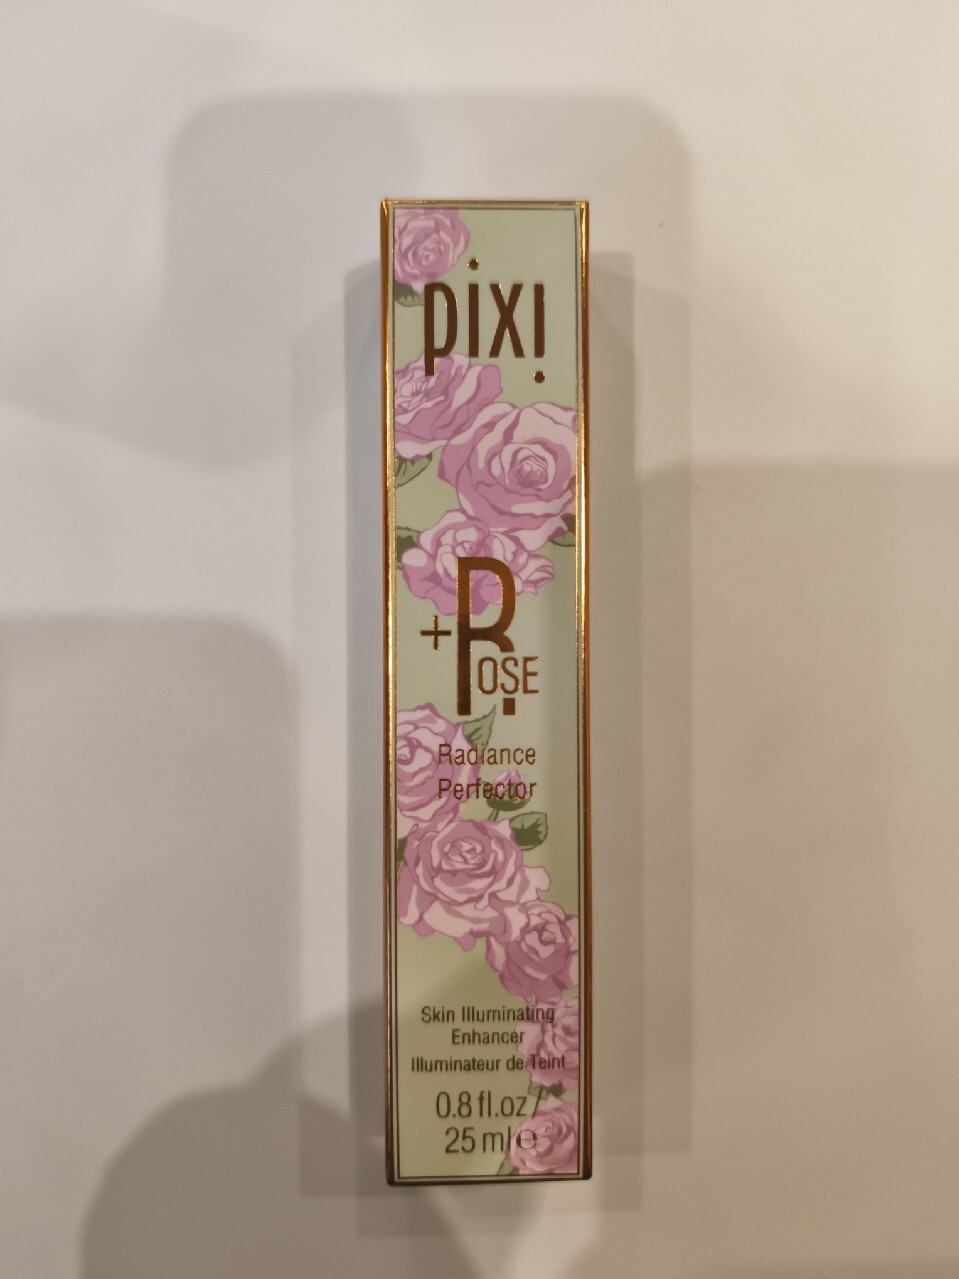 pixi
+ROSE
Radiance
Perfector
Skin Illuminating
Enhancer
Illuminateur de Teint
0.8 fl.oz/
25 ml℮